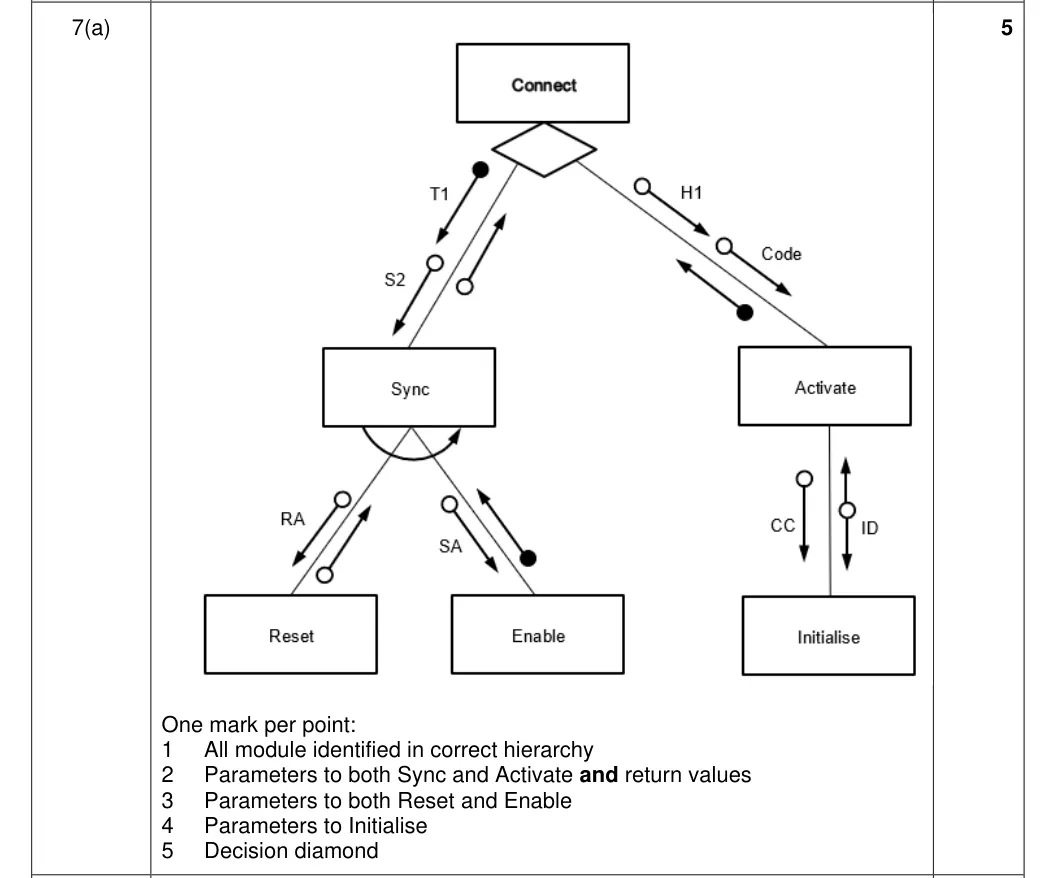 7(a)
5
Connect
T1
H1
Code
S2
Sync
Activate
RA
SA
CC
ID
Reset
Enable
Initialise
One mark per point:
1 All module identified in correct hierarchy
2 Parameters to both Sync and Activate and return values
3 Parameters to both Reset and Enable
4 Parameters to Initialise
5 Decision diamond